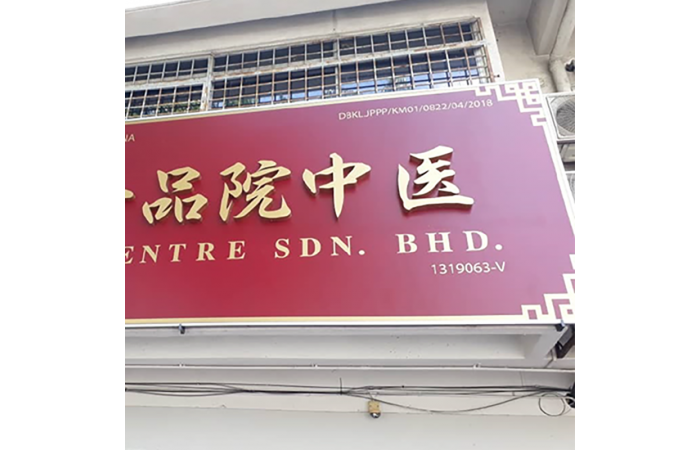 DBKL.JPPP/KM01/0822/04/2018
品院中医
ENTRE SDN. BHD.
1319063-V